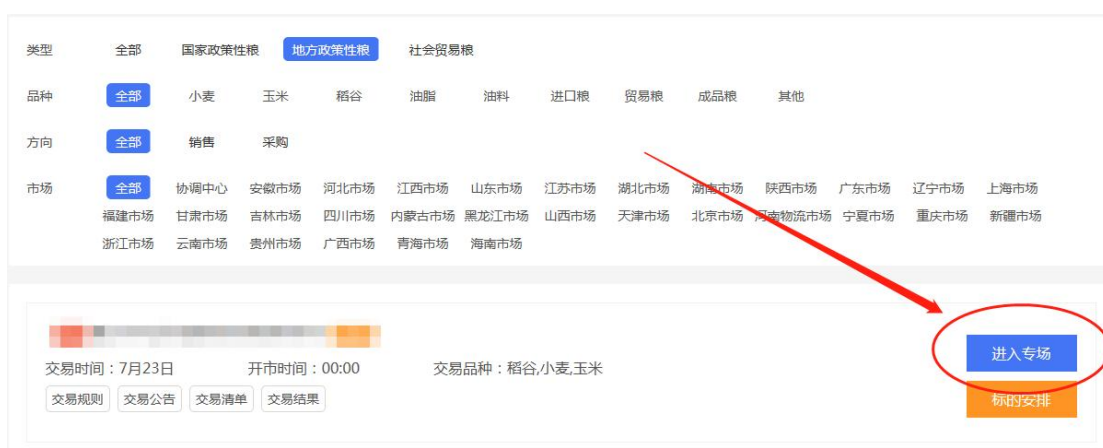 类型 全部 国家政策性粮 地方政策性粮 社会贸易粮
品种 全部 小麦 玉米 稻谷 油脂 油料 进口粮 贸易粮 成品粮 其他
方向 全部 销售 采购
市场 全部 协调中心 安徽市场 河北市场 江西市场 山东市场 江苏市场 湖北市场 湖南市场 陕西市场 广东市场 辽宁市场 上海市场
福建市场 甘肃市场 吉林市场 四川市场 内蒙古市场 黑龙江市场 山西市场 天津市场 北京市场 河南物流市场 宁夏市场 重庆市场 新疆市场
浙江市场 云南市场 贵州市场 广西市场 青海市场 海南市场
进入专场
交易时间：7月23日 开市时间：00:00 交易品种：稻谷,小麦,玉米
交易规则 交易公告 交易清单 交易结果 标的安排